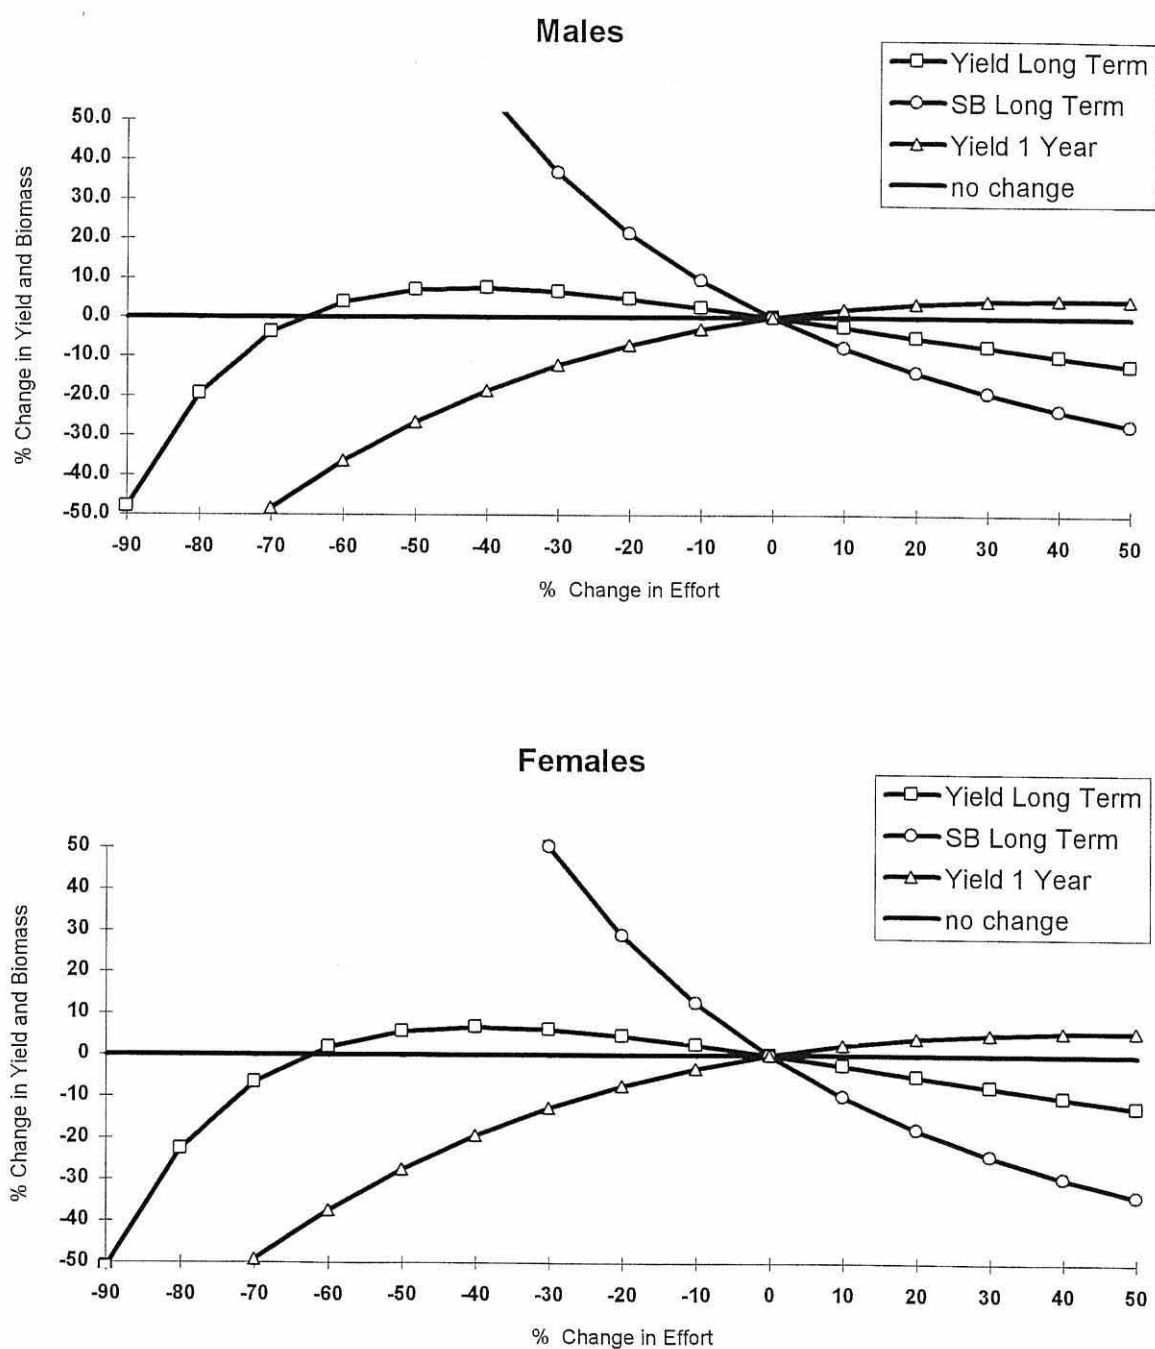 Males
Yield Long Term
SB Long Term
Yield 1 Year
no change
% Change in Yield and Biomass
50.0
40.0
30.0
20.0
10.0
0.0
-10.0
-20.0
-30.0
-40.0
-50.0
-90 -80 -70 -60 -50 -40 -30 -20 -10 0 10 20 30 40 50
% Change in Effort
Females
Yield Long Term
SB Long Term
Yield 1 Year
no change
% Change in Yield and Biomass
50
40
30
20
10
0
-10
-20
-30
-40
-50
-90 -80 -70 -60 -50 -40 -30 -20 -10 0 10 20 30 40 50
% Change in Effort